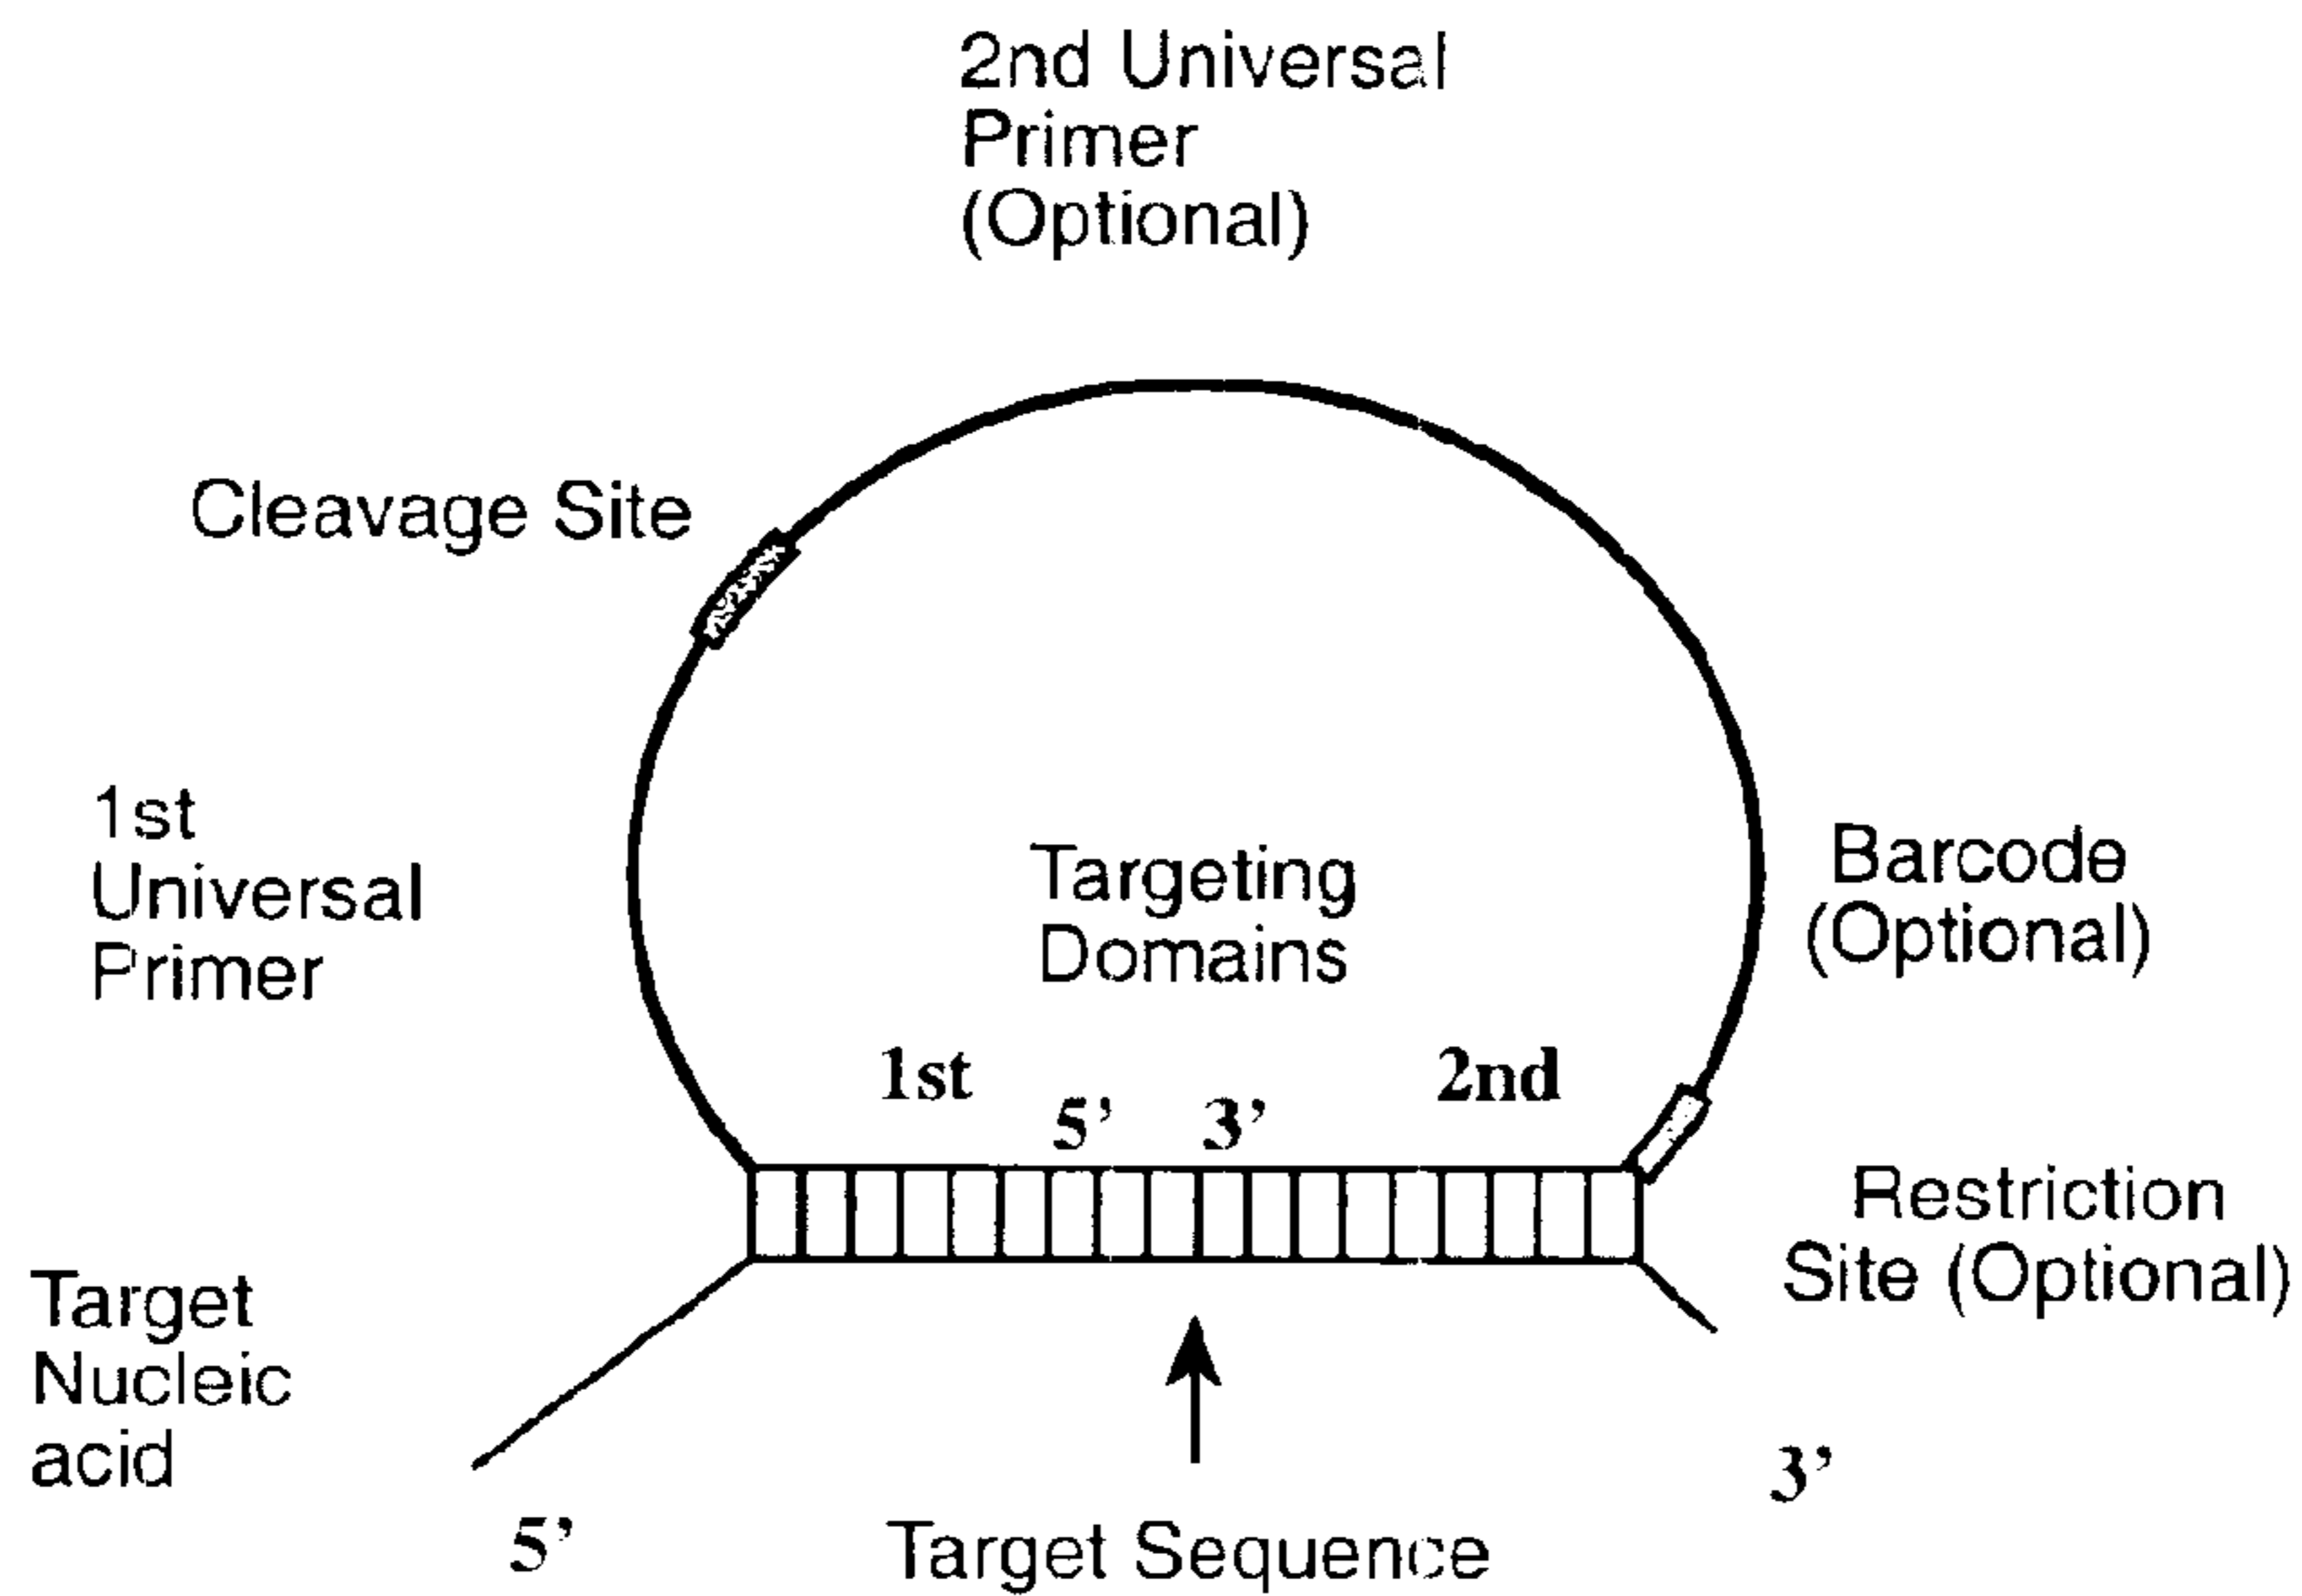 2nd Universal
Primer
(Optional)
Cleavage Site
1st
Universal
Primer
Targeting
Domains
Barcode
(Optional)
1st
2nd
5’
3’
Restriction
Site (Optional)
Target
Nucleic
acid
5’
Target Sequence
3’